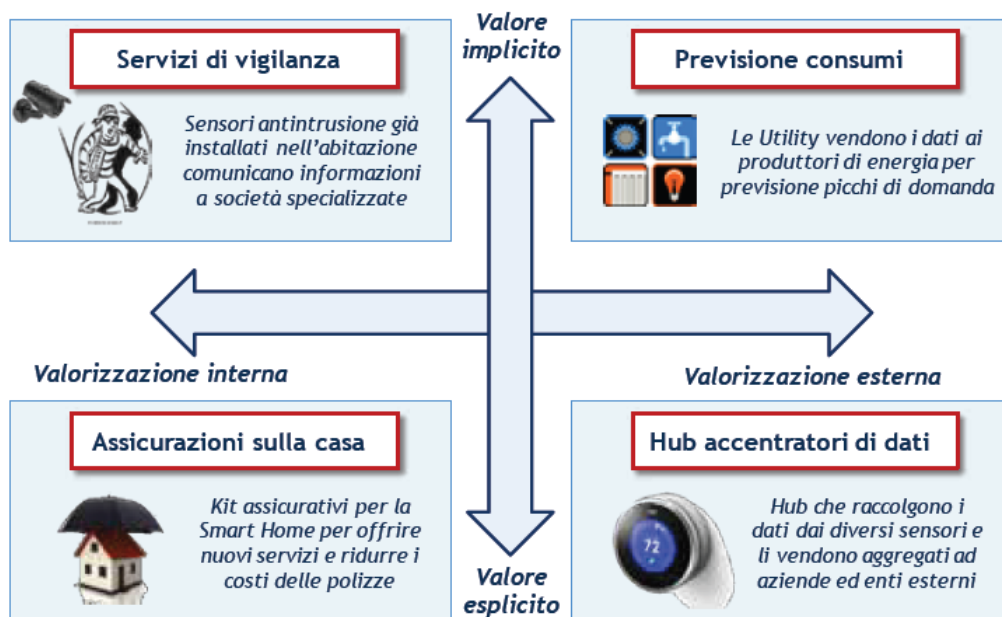 Valore
implicito
Servizi di vigilanza
Sensori antintrusione già
installati nell'abitazione
comunicano informazioni
a società specializzate
Previsione consumi
Le Utility vendono i dati ai
produttori di energia per
previsione picchi di domanda
Valorizzazione interna
Valorizzazione esterna
Assicurazioni sulla casa
Kit assicurativi per la
Smart Home per offrire
nuovi servizi e ridurre i
costi delle polizze
Hub accentratori di dati
72
Hub che raccolgono i
dati dai diversi sensori e
li vendono aggregati ad
aziende ed enti esterni
Valore
esplicito